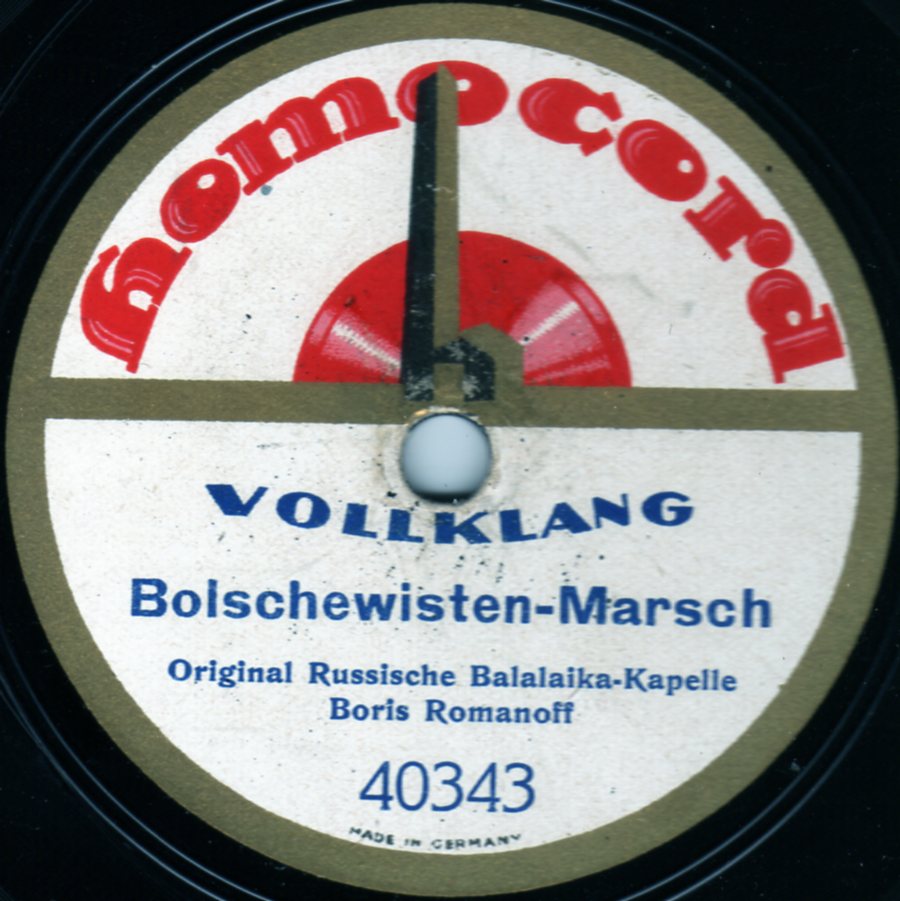 homocord
VOLLKLANG
Bolschewisten-Marsch
Original Russische Balalaika-Kapelle
Boris Romanoff
40343
MADE IN GERMANY